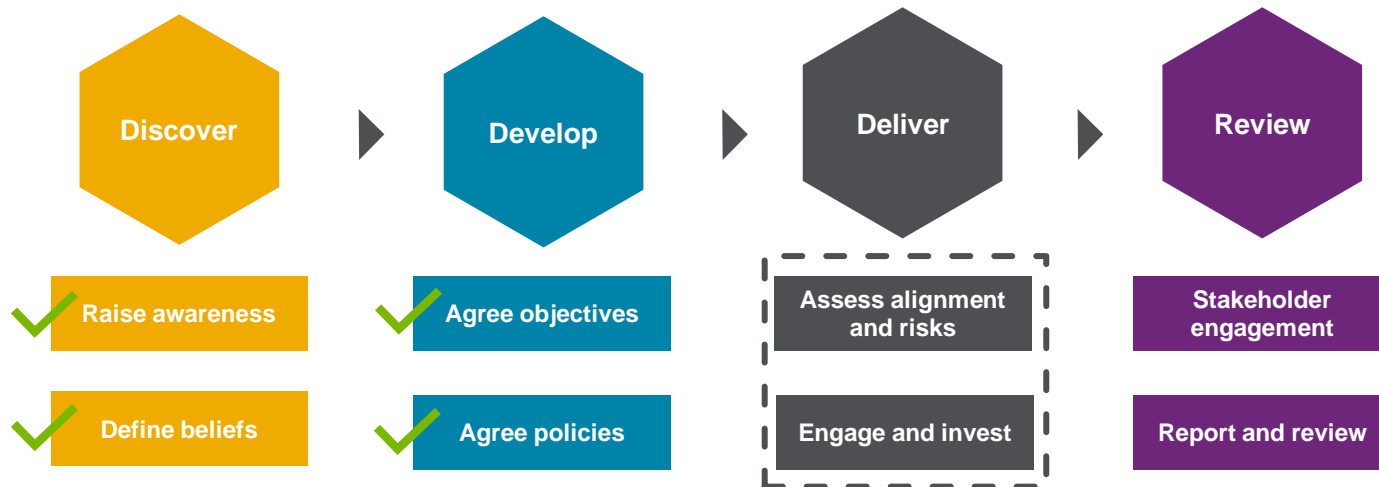 Discover
Develop
Deliver
Review
Raise awareness
Agree objectives
Assess alignment
and risks
Stakeholder
engagement
Define beliefs
Agree policies
Engage and invest
Report and review